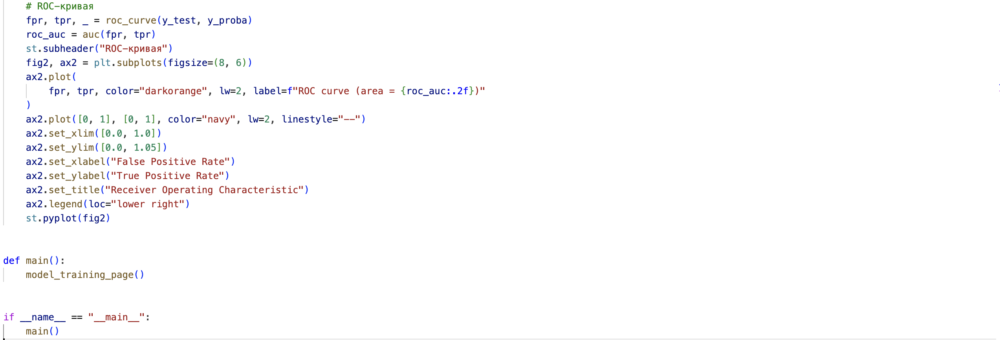 # ROC-кривая
fpr, tpr, _ = roc_curve(y_test, y_proba)
roc_auc = auc(fpr, tpr)
st.subheader("ROC-кривая")
fig2, ax2 = plt.subplots(figsize=(8, 6))
ax2.plot(
fpr, tpr, color="darkorange", lw=2, label=f"ROC curve (area = {roc_auc:.2f})"
)
ax2.plot([0, 1], [0, 1], color="navy", lw=2, linestyle="--")
ax2.set_xlim([0.0, 1.0])
ax2.set_ylim([0.0, 1.05])
ax2.set_xlabel("False Positive Rate")
ax2.set_ylabel("True Positive Rate")
ax2.set_title("Receiver Operating Characteristic")
ax2.legend(loc="lower right")
st.pyplot(fig2)
def main():
model_training_page()
if __name__ == "__main__":
main()